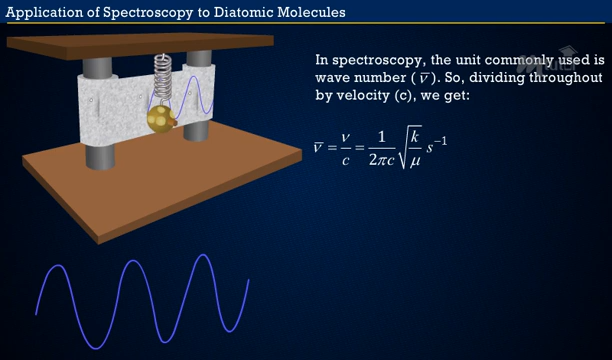 Application of Spectroscopy to Diatomic Molecules
In spectroscopy, the unit commonly used is
wave number ( ν̅ ). So, dividing throughout
by velocity (c), we get:
ν̅ = ν/c = 1/2πc √k/μ s⁻¹